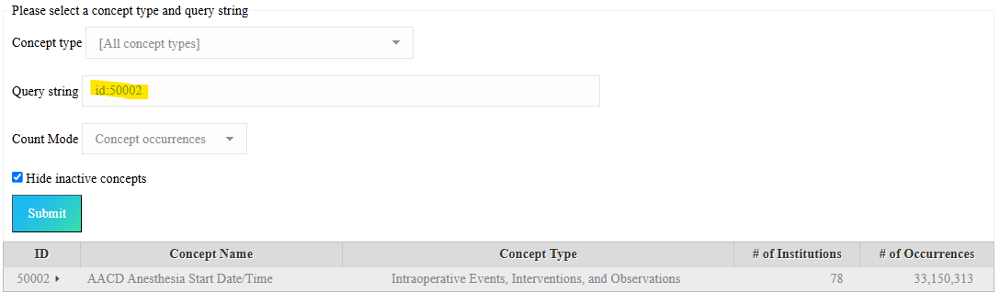 Please select a concept type and query string
Concept type [All concept types]
Query string id:50002
Count Mode Concept occurrences
Hide inactive concepts
Submit
ID Concept Name Concept Type # of Institutions # of Occurrences
50002 AACD Anesthesia Start Date/Time Intraoperative Events, Interventions, and Observations 78 33,150,313